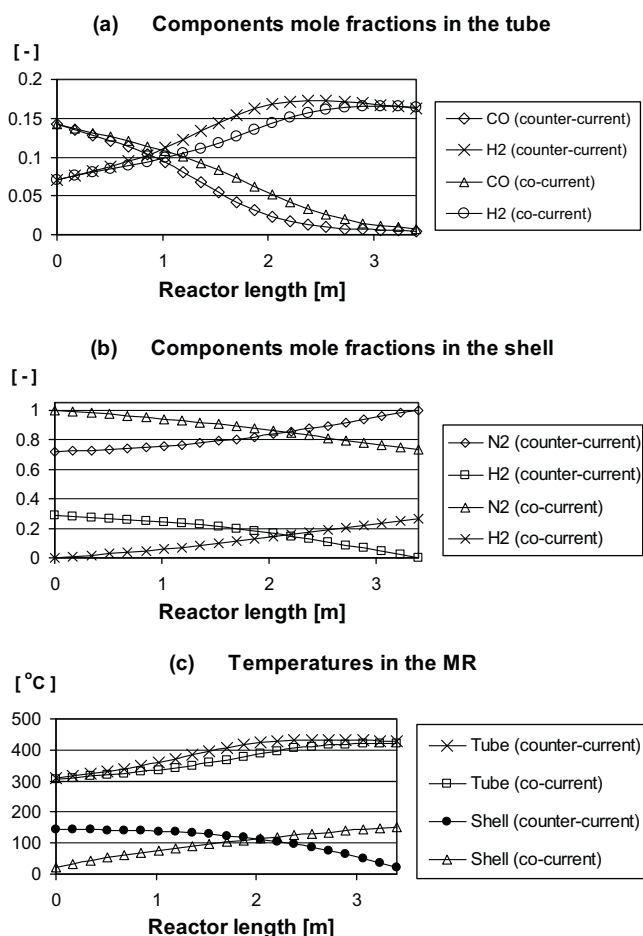 (a) Components mole fractions in the tube
[ - ]
0.2
0.15
0.1
0.05
0
0 1 2 3
Reactor length [m]
CO (counter-current)
H2 (counter-current)
CO (co-current)
H2 (co-current)
(b) Components mole fractions in the shell
[ - ]
1
0.8
0.6
0.4
0.2
0
0 1 2 3
Reactor length [m]
N2 (counter-current)
H2 (counter-current)
N2 (co-current)
H2 (co-current)
(c) Temperatures in the MR
[ °C]
500
400
300
200
100
0
0 1 2 3
Reactor length [m]
Tube (counter-current)
Tube (co-current)
Shell (counter-current)
Shell (co-current)